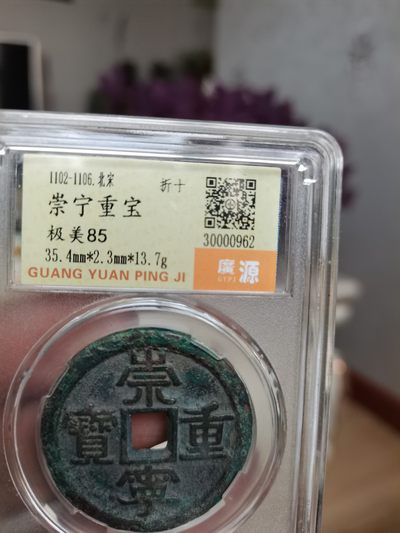 1102-1106.北宋 折十
崇宁重宝
极美85
30000962
35.4mm*2.3mm*13.7g
GUANG YUAN PING JI
廣源
GYPJ
崇
寶 重
寧